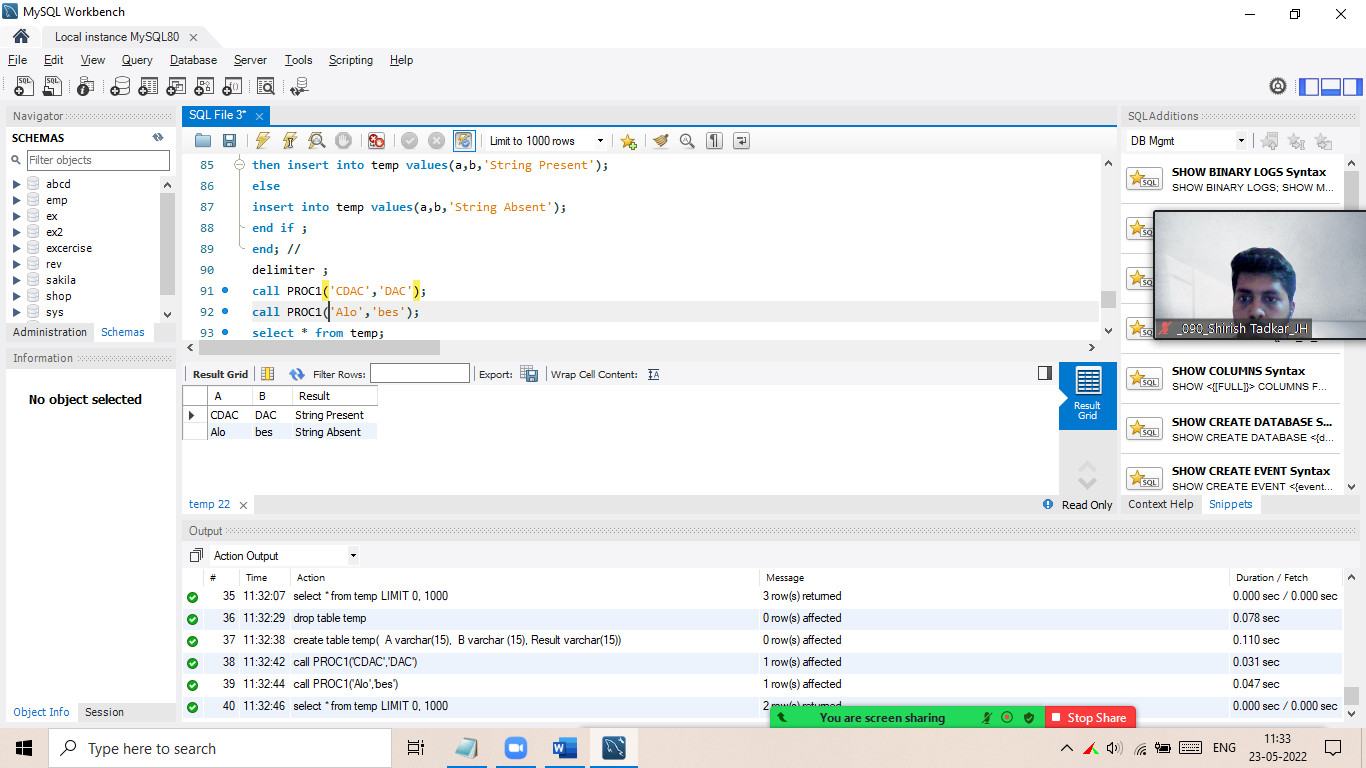 MySQL Workbench
Local instance MySQL80
File Edit View Query Database Server Tools Scripting Help
Navigator
SCHEMAS
Filter objects
abcd
emp
ex
ex2
excercise
rev
sakila
shop
sys
Administration Schemas
Information
No object selected
Object Info Session
SQL File 3*
Limit to 1000 rows
85 then insert into temp values(a,b,'String Present');
86 else
87 insert into temp values(a,b,'String Absent');
88 end if ;
89 end; //
90 delimiter ;
91 call PROC1('CDAC','DAC');
92 call PROC1('Alo','bes');
93 select * from temp;
Result Grid Filter Rows: Export: Wrap Cell Content:
A B Result
CDAC DAC String Present
Alo bes String Absent
Result
Grid
temp 22
Read Only
SQLAdditions
DB Mgmt
SHOW BINARY LOGS Syntax
SHOW BINARY LOGS; SHOW M...
_090_Shirish Tadkar_JH
SHOW COLUMNS Syntax
SHOW <{[FULL]}> COLUMNS F...
SHOW CREATE DATABASE S...
SHOW CREATE DATABASE <{d...
SHOW CREATE EVENT Syntax
SHOW CREATE EVENT <{event...
Context Help Snippets
Output
Action Output
# Time Action Message Duration / Fetch
35 11:32:07 select * from temp LIMIT 0, 1000 3 row(s) returned 0.000 sec / 0.000 sec
36 11:32:29 drop table temp 0 row(s) affected 0.078 sec
37 11:32:38 create table temp( A varchar(15), B varchar (15), Result varchar(15)) 0 row(s) affected 0.110 sec
38 11:32:42 call PROC1('CDAC','DAC') 1 row(s) affected 0.031 sec
39 11:32:44 call PROC1('Alo','bes') 1 row(s) affected 0.047 sec
40 11:32:46 select * from temp LIMIT 0, 1000 2 row(s) returned 0.000 sec / 0.000 sec
You are screen sharing Stop Share
Type here to search
ENG
11:33
23-05-2022